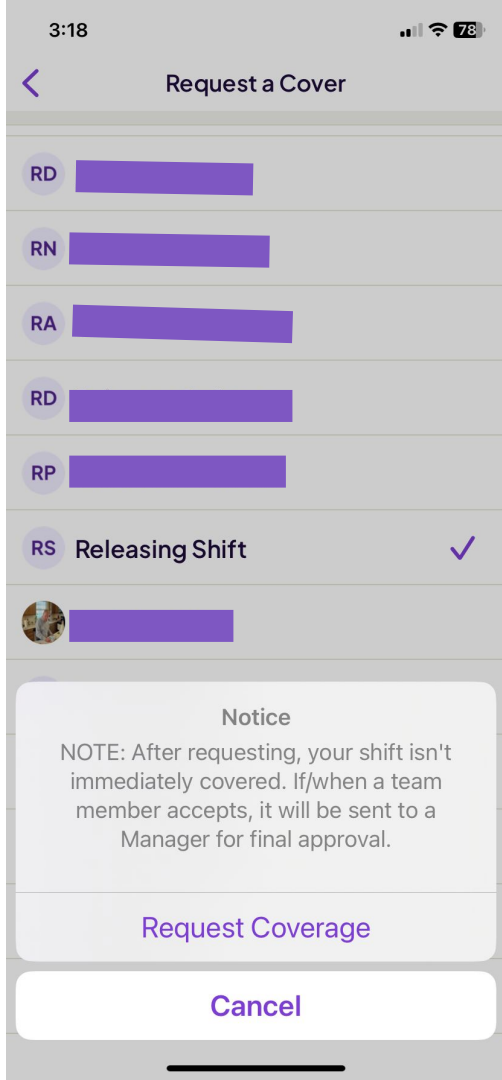 3:18
78
Request a Cover
RD
RN
RA
RD
RP
RS Releasing Shift
Notice
NOTE: After requesting, your shift isn't
immediately covered. If/when a team
member accepts, it will be sent to a
Manager for final approval.
Request Coverage
Cancel